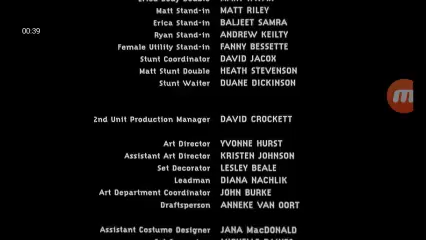 Matt Stand-in MATT RILEY
Erica Stand-in BALJEET SAMRA
00:39
Ryan Stand-in ANDREW KEILTY
Female Utility Stand-in FANNY BESSETTE
Stunt Coordinator DAVID JACOX
Matt Stunt Double HEATH STEVENSON
Stunt Waiter DUANE DICKINSON
2nd Unit Production Manager DAVID CROCKETT
Art Director YVONNE HURST
Assistant Art Director KRISTEN JOHNSON
Set Decorator LESLEY BEALE
Leadman DIANA NACHLIK
Art Department Coordinator JOHN BURKE
Draftsperson ANNEKE VAN OORT
Assistant Costume Designer JANA MacDONALD